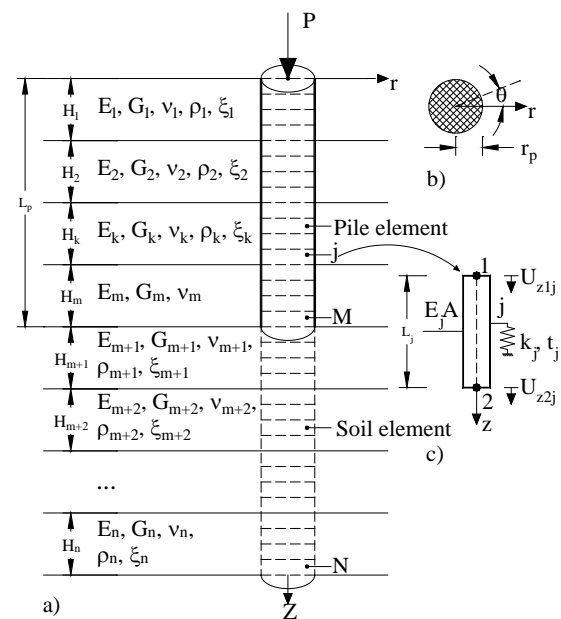 P
r
H₁
E₁, G₁, ν₁, ρ₁, ξ₁
H₂
E₂, G₂, ν₂, ρ₂, ξ₂
Lₚ
Hₖ
Eₖ, Gₖ, νₖ, ρₖ, ξₖ
Pile element
j
Hₘ
Eₘ, Gₘ, νₘ
M
Hₘ₊₁
Eₘ₊₁, Gₘ₊₁, νₘ₊₁,
ρₘ₊₁, ξₘ₊₁
Hₘ₊₂
Eₘ₊₂, Gₘ₊₂, νₘ₊₂,
ρₘ₊₂, ξₘ₊₂
Soil element
...
Hₙ
Eₙ, Gₙ, νₙ,
ρₙ, ξₙ
N
a)
Z
θ
r
rₚ
b)
1
U_z1j
EⱼA
j
Lⱼ
kⱼ, tⱼ
2
U_z2j
c)
z